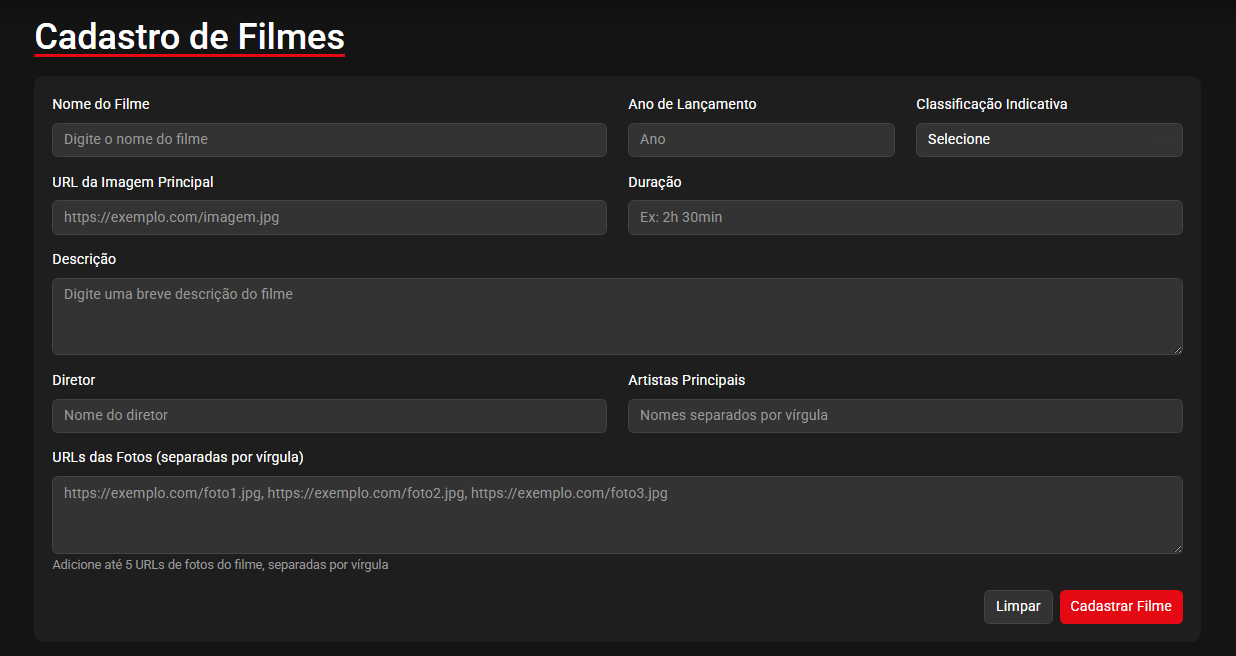 Cadastro de Filmes
Nome do Filme
Ano de Lançamento
Classificação Indicativa
Digite o nome do filme
Ano
Selecione
URL da Imagem Principal
Duração
https://exemplo.com/imagem.jpg
Ex: 2h 30min
Descrição
Digite uma breve descrição do filme
Diretor
Artistas Principais
Nome do diretor
Nomes separados por vírgula
URLs das Fotos (separadas por vírgula)
https://exemplo.com/foto1.jpg, https://exemplo.com/foto2.jpg, https://exemplo.com/foto3.jpg
Adicione até 5 URLs de fotos do filme, separadas por vírgula
Limpar
Cadastrar Filme